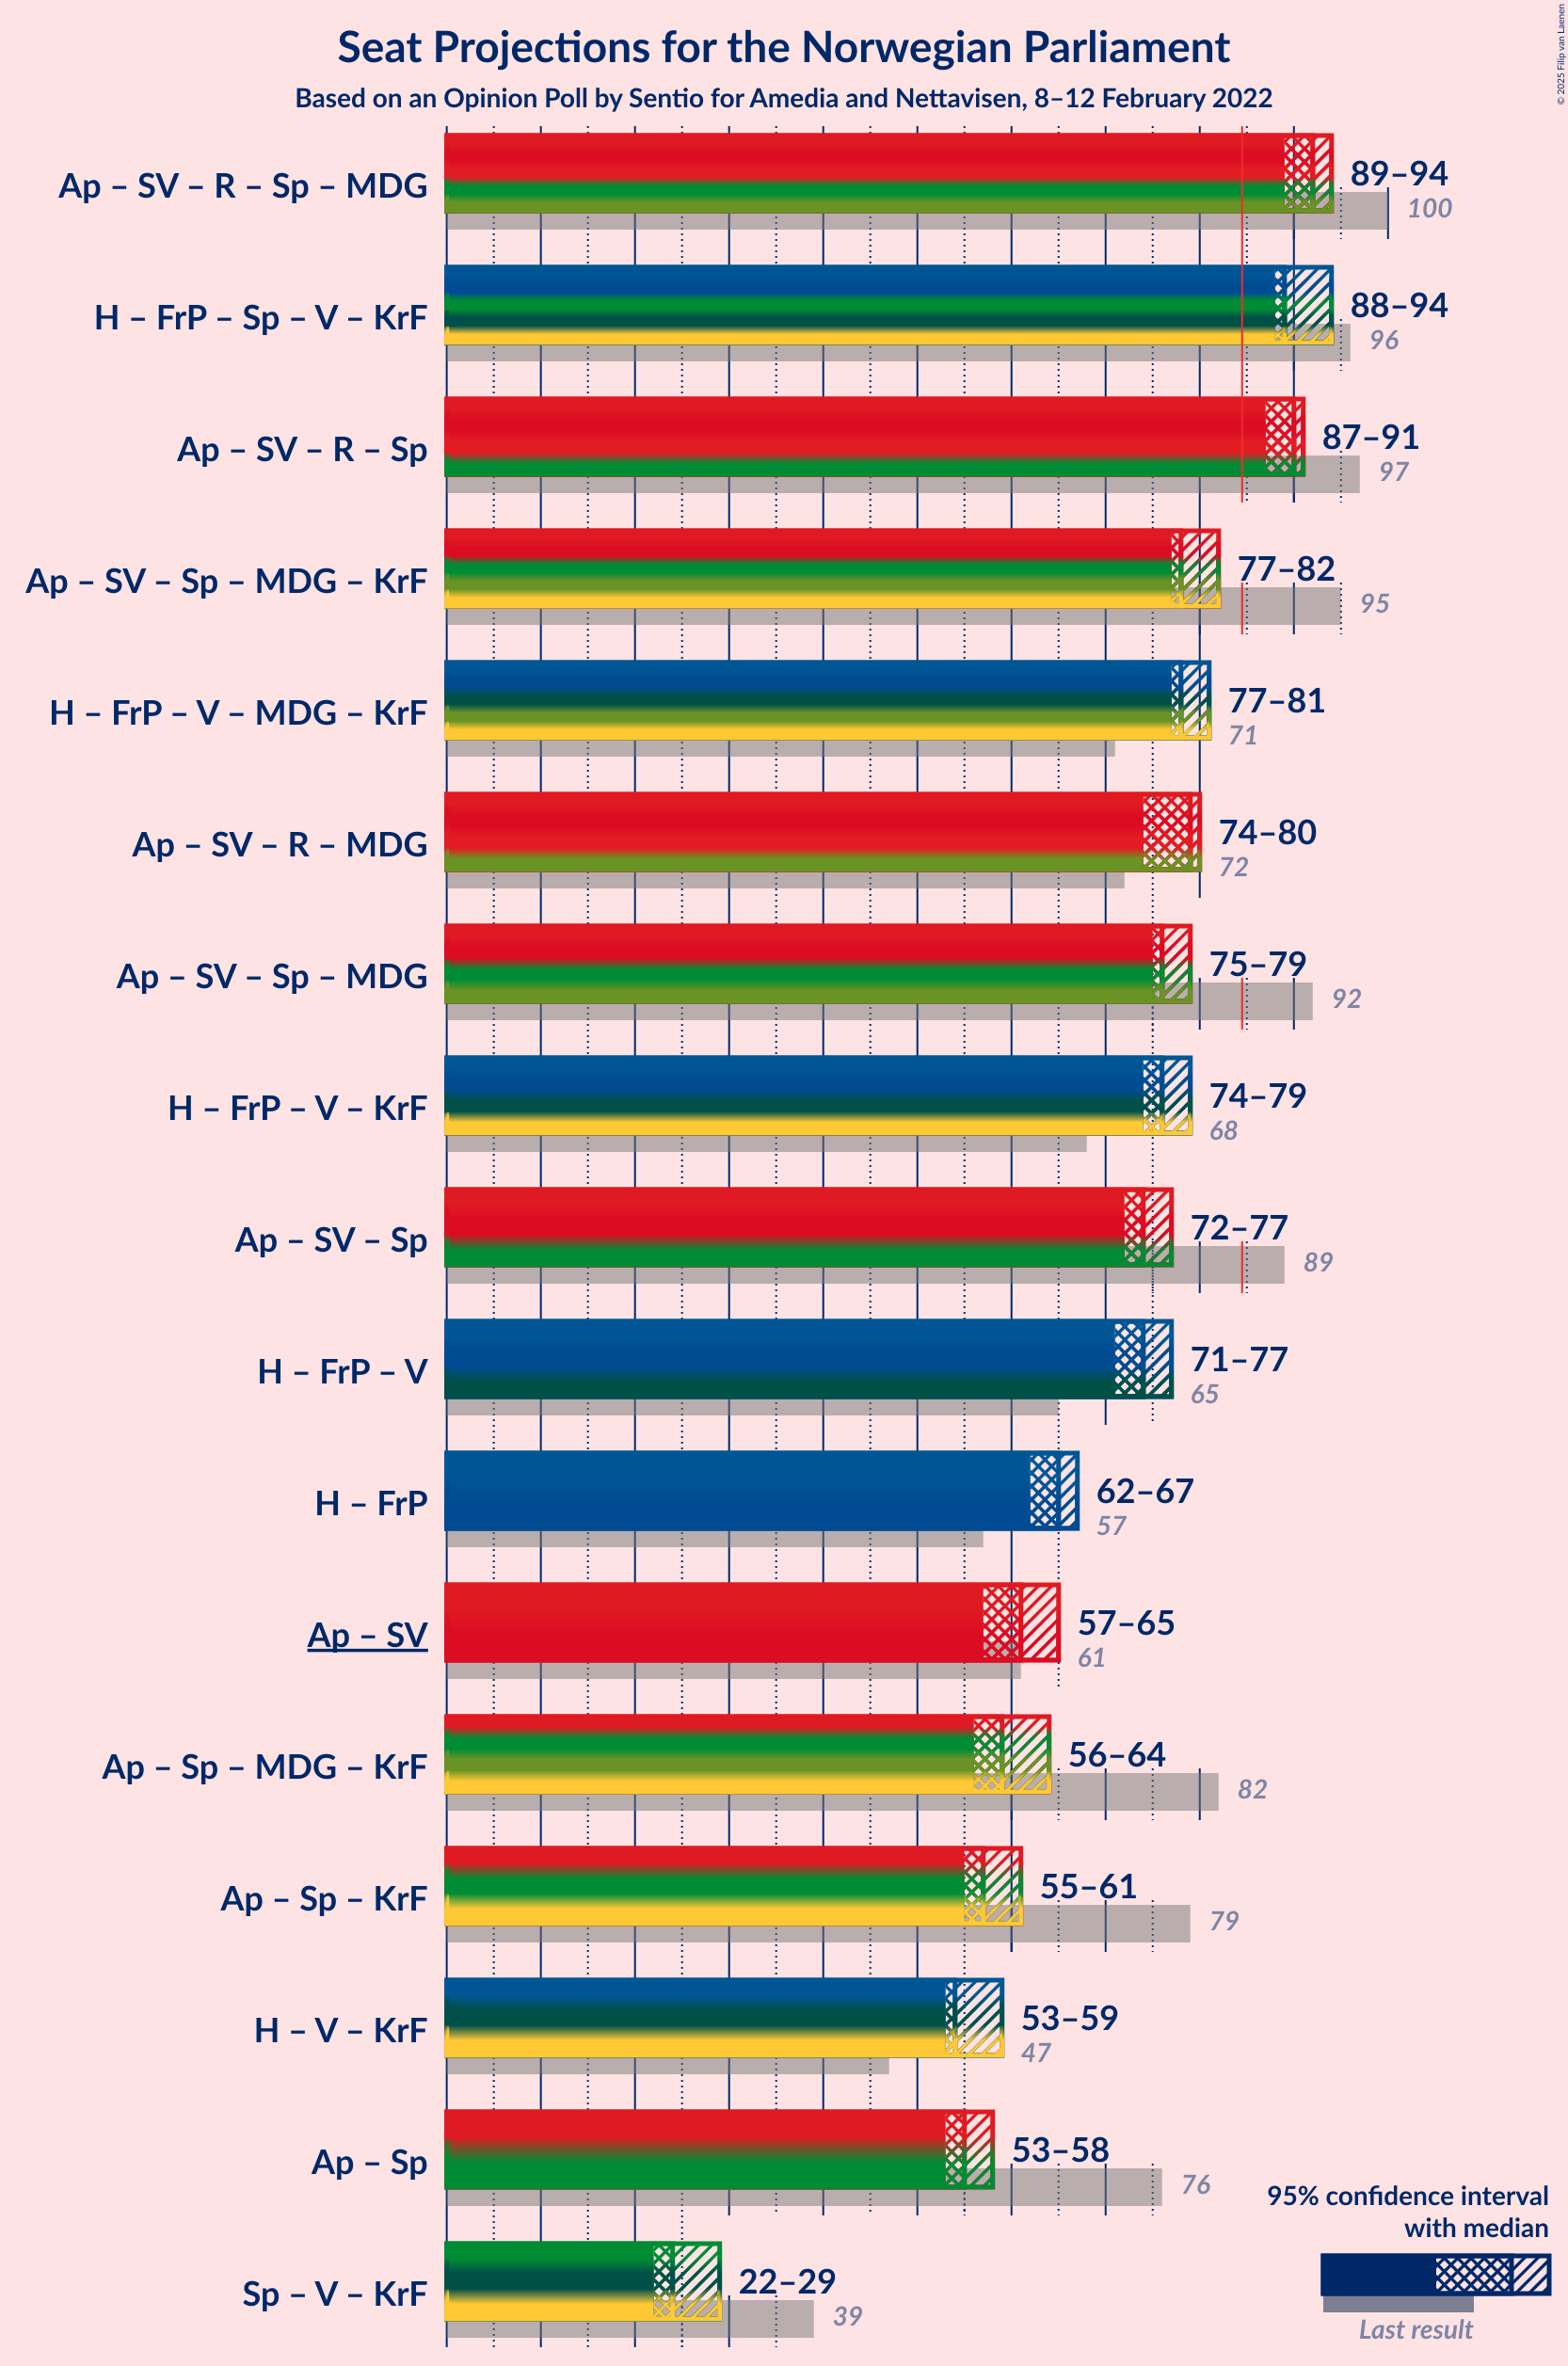 Seat Projections for the Norwegian Parliament
Based on an Opinion Poll by Sentio for Amedia and Nettavisen, 8–12 February 2022
© 2025 Filip van Laenen
Ap – SV – R – Sp – MDG
89–94
100
H – FrP – Sp – V – KrF
88–94
96
Ap – SV – R – Sp
87–91
97
Ap – SV – Sp – MDG – KrF
77–82
95
H – FrP – V – MDG – KrF
77–81
71
Ap – SV – R – MDG
74–80
72
Ap – SV – Sp – MDG
75–79
92
H – FrP – V – KrF
74–79
68
Ap – SV – Sp
72–77
89
H – FrP – V
71–77
65
H – FrP
62–67
57
Ap – SV
57–65
61
Ap – Sp – MDG – KrF
56–64
82
Ap – Sp – KrF
55–61
79
H – V – KrF
53–59
47
Ap – Sp
53–58
76
Sp – V – KrF
22–29
39
95% confidence interval
with median
Last result